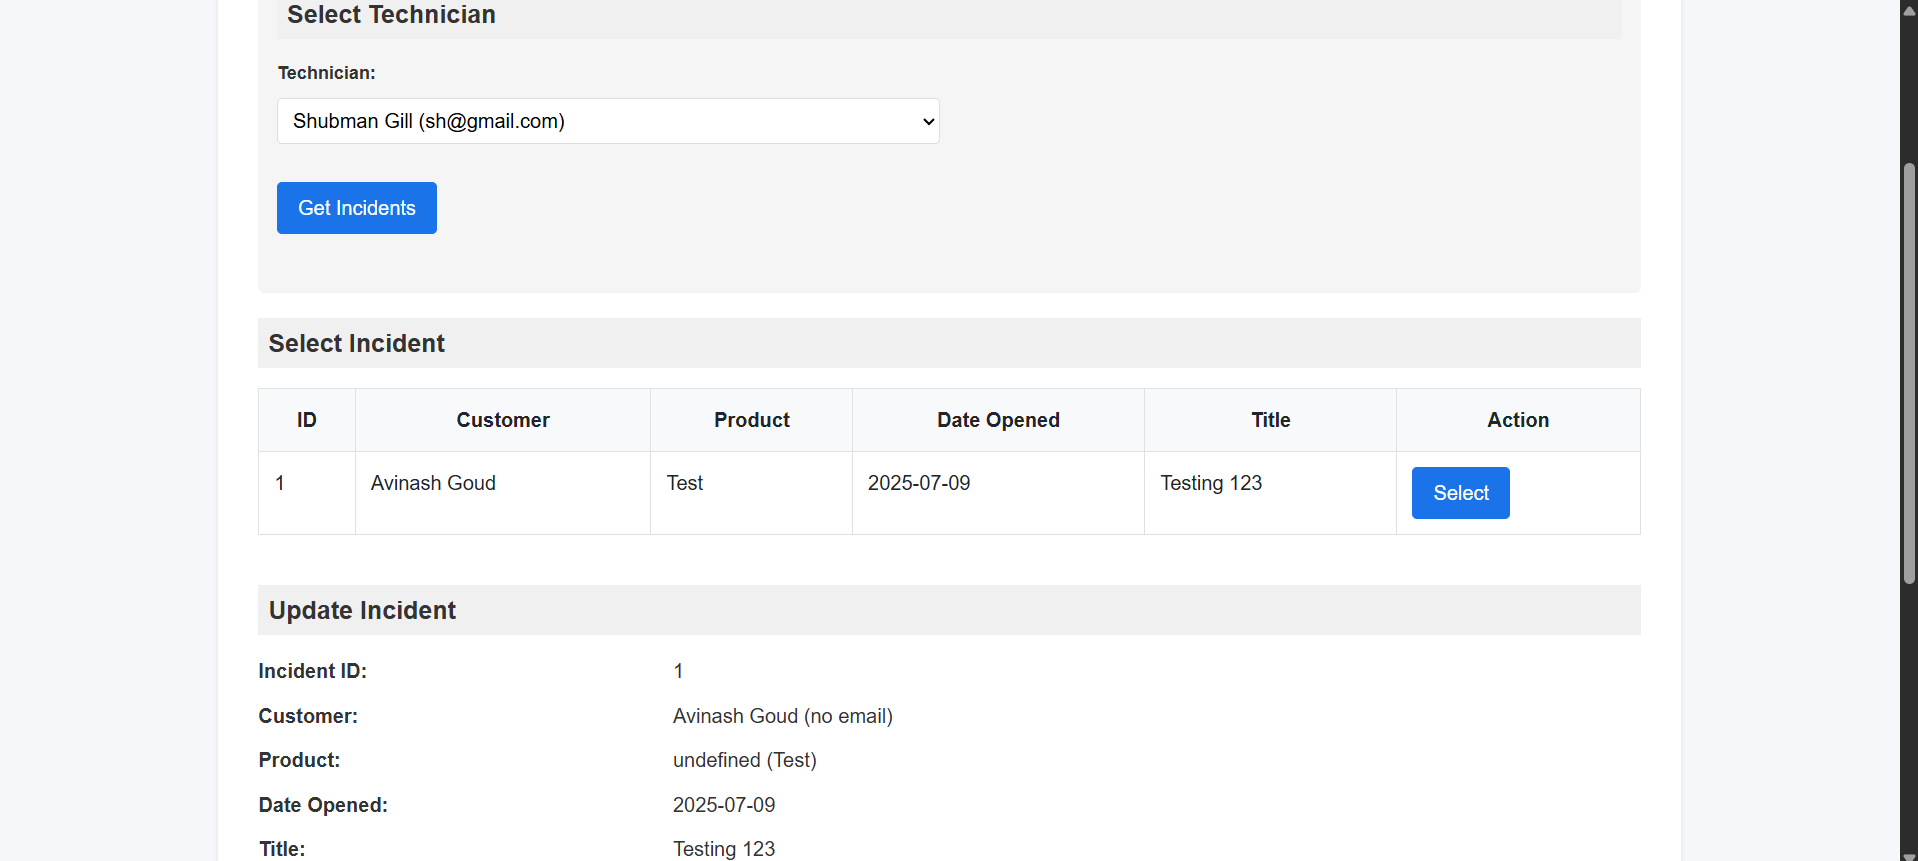 Select Technician
Technician:
Shubman Gill (sh@gmail.com)
Get Incidents
Select Incident
ID Customer Product Date Opened Title Action
1 Avinash Goud Test 2025-07-09 Testing 123 Select
Update Incident
Incident ID: 1
Customer: Avinash Goud (no email)
Product: undefined (Test)
Date Opened: 2025-07-09
Title: Testing 123